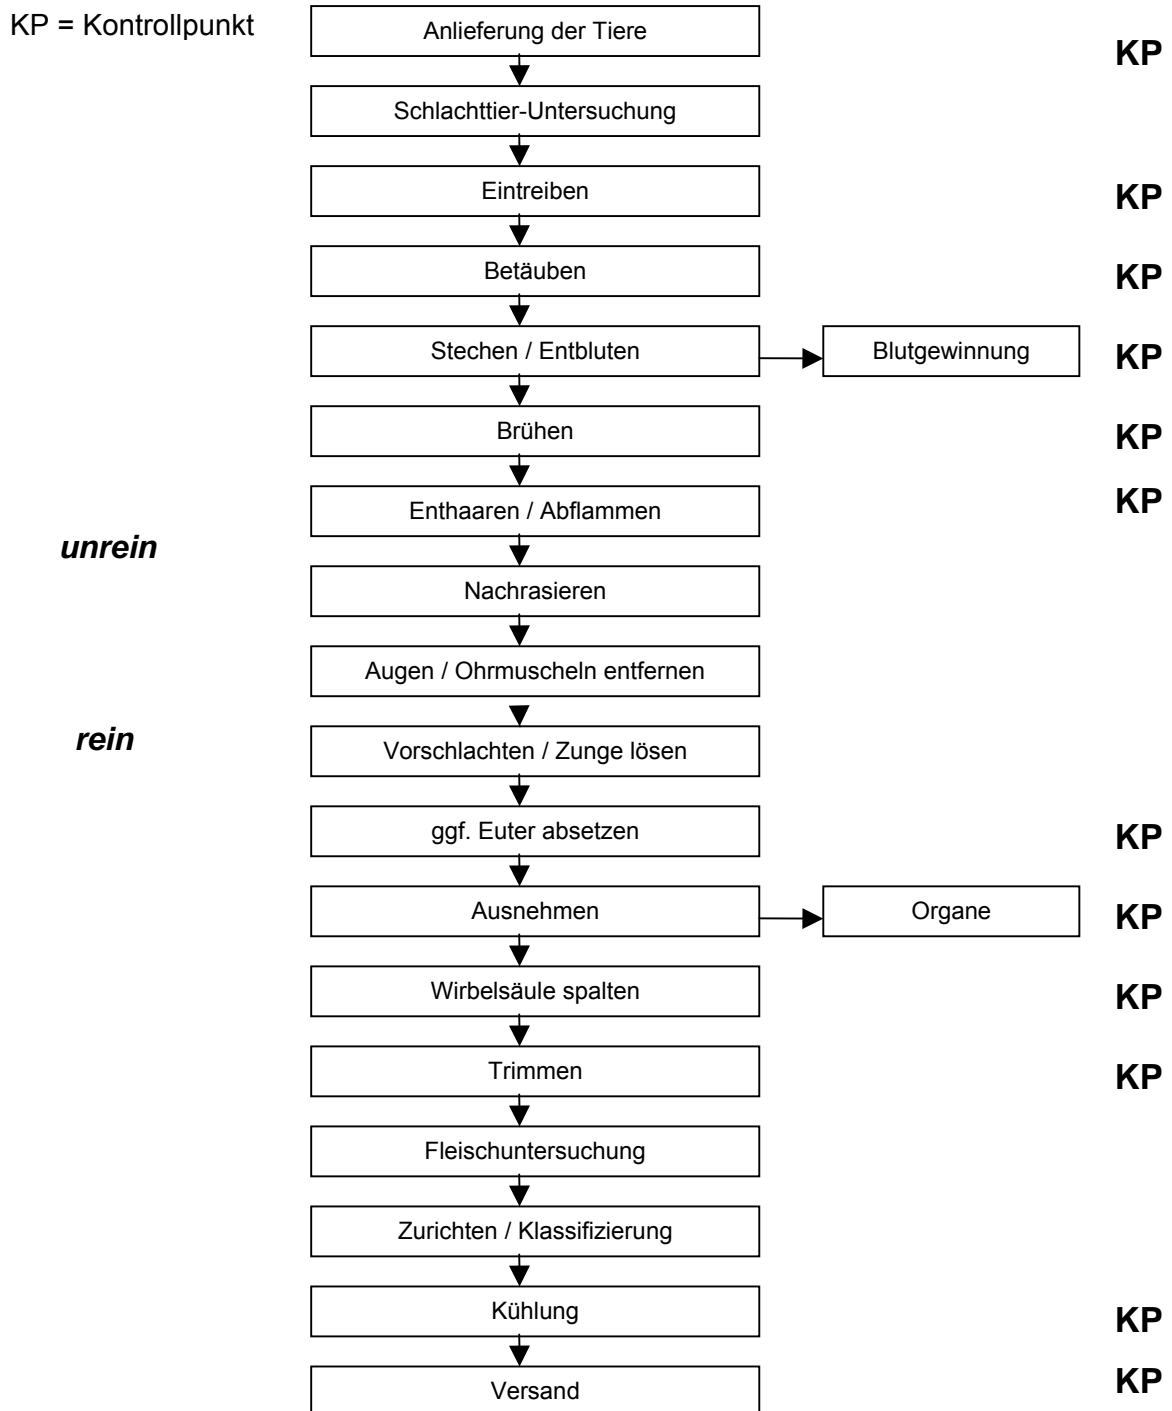 KP = Kontrollpunkt
Anlieferung der Tiere
KP
Schlachttier-Untersuchung
Eintreiben
KP
Betäuben
KP
Stechen / Entbluten
Blutgewinnung
KP
Brühen
KP
Enthaaren / Abflammen
KP
unrein
Nachrasieren
Augen / Ohrmuscheln entfernen
rein
Vorschlachten / Zunge lösen
ggf. Euter absetzen
KP
Ausnehmen
Organe
KP
Wirbelsäule spalten
KP
Trimmen
KP
Fleischuntersuchung
Zurichten / Klassifizierung
Kühlung
KP
Versand
KP